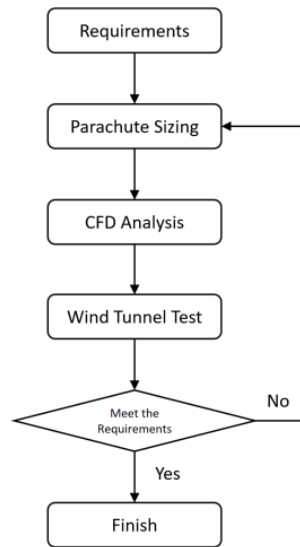 Requirements
Parachute Sizing
CFD Analysis
Wind Tunnel Test
Meet the
Requirements
No
Yes
Finish